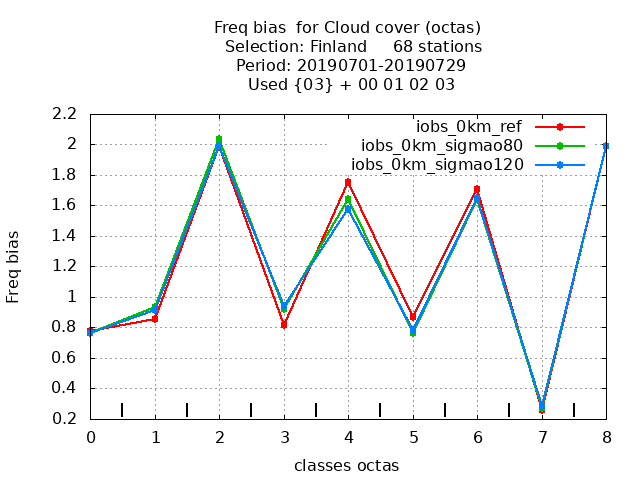 Freq bias  for Cloud cover (octas)
Selection: Finland     68 stations
Period: 20190701-20190729
Used {03} + 00 01 02 03
iobs_0km_ref
iobs_0km_sigmao80
iobs_0km_sigmao120
Freq bias
2.2
2
1.8
1.6
1.4
1.2
1
0.8
0.6
0.4
0.2
0 1 2 3 4 5 6 7 8
classes octas